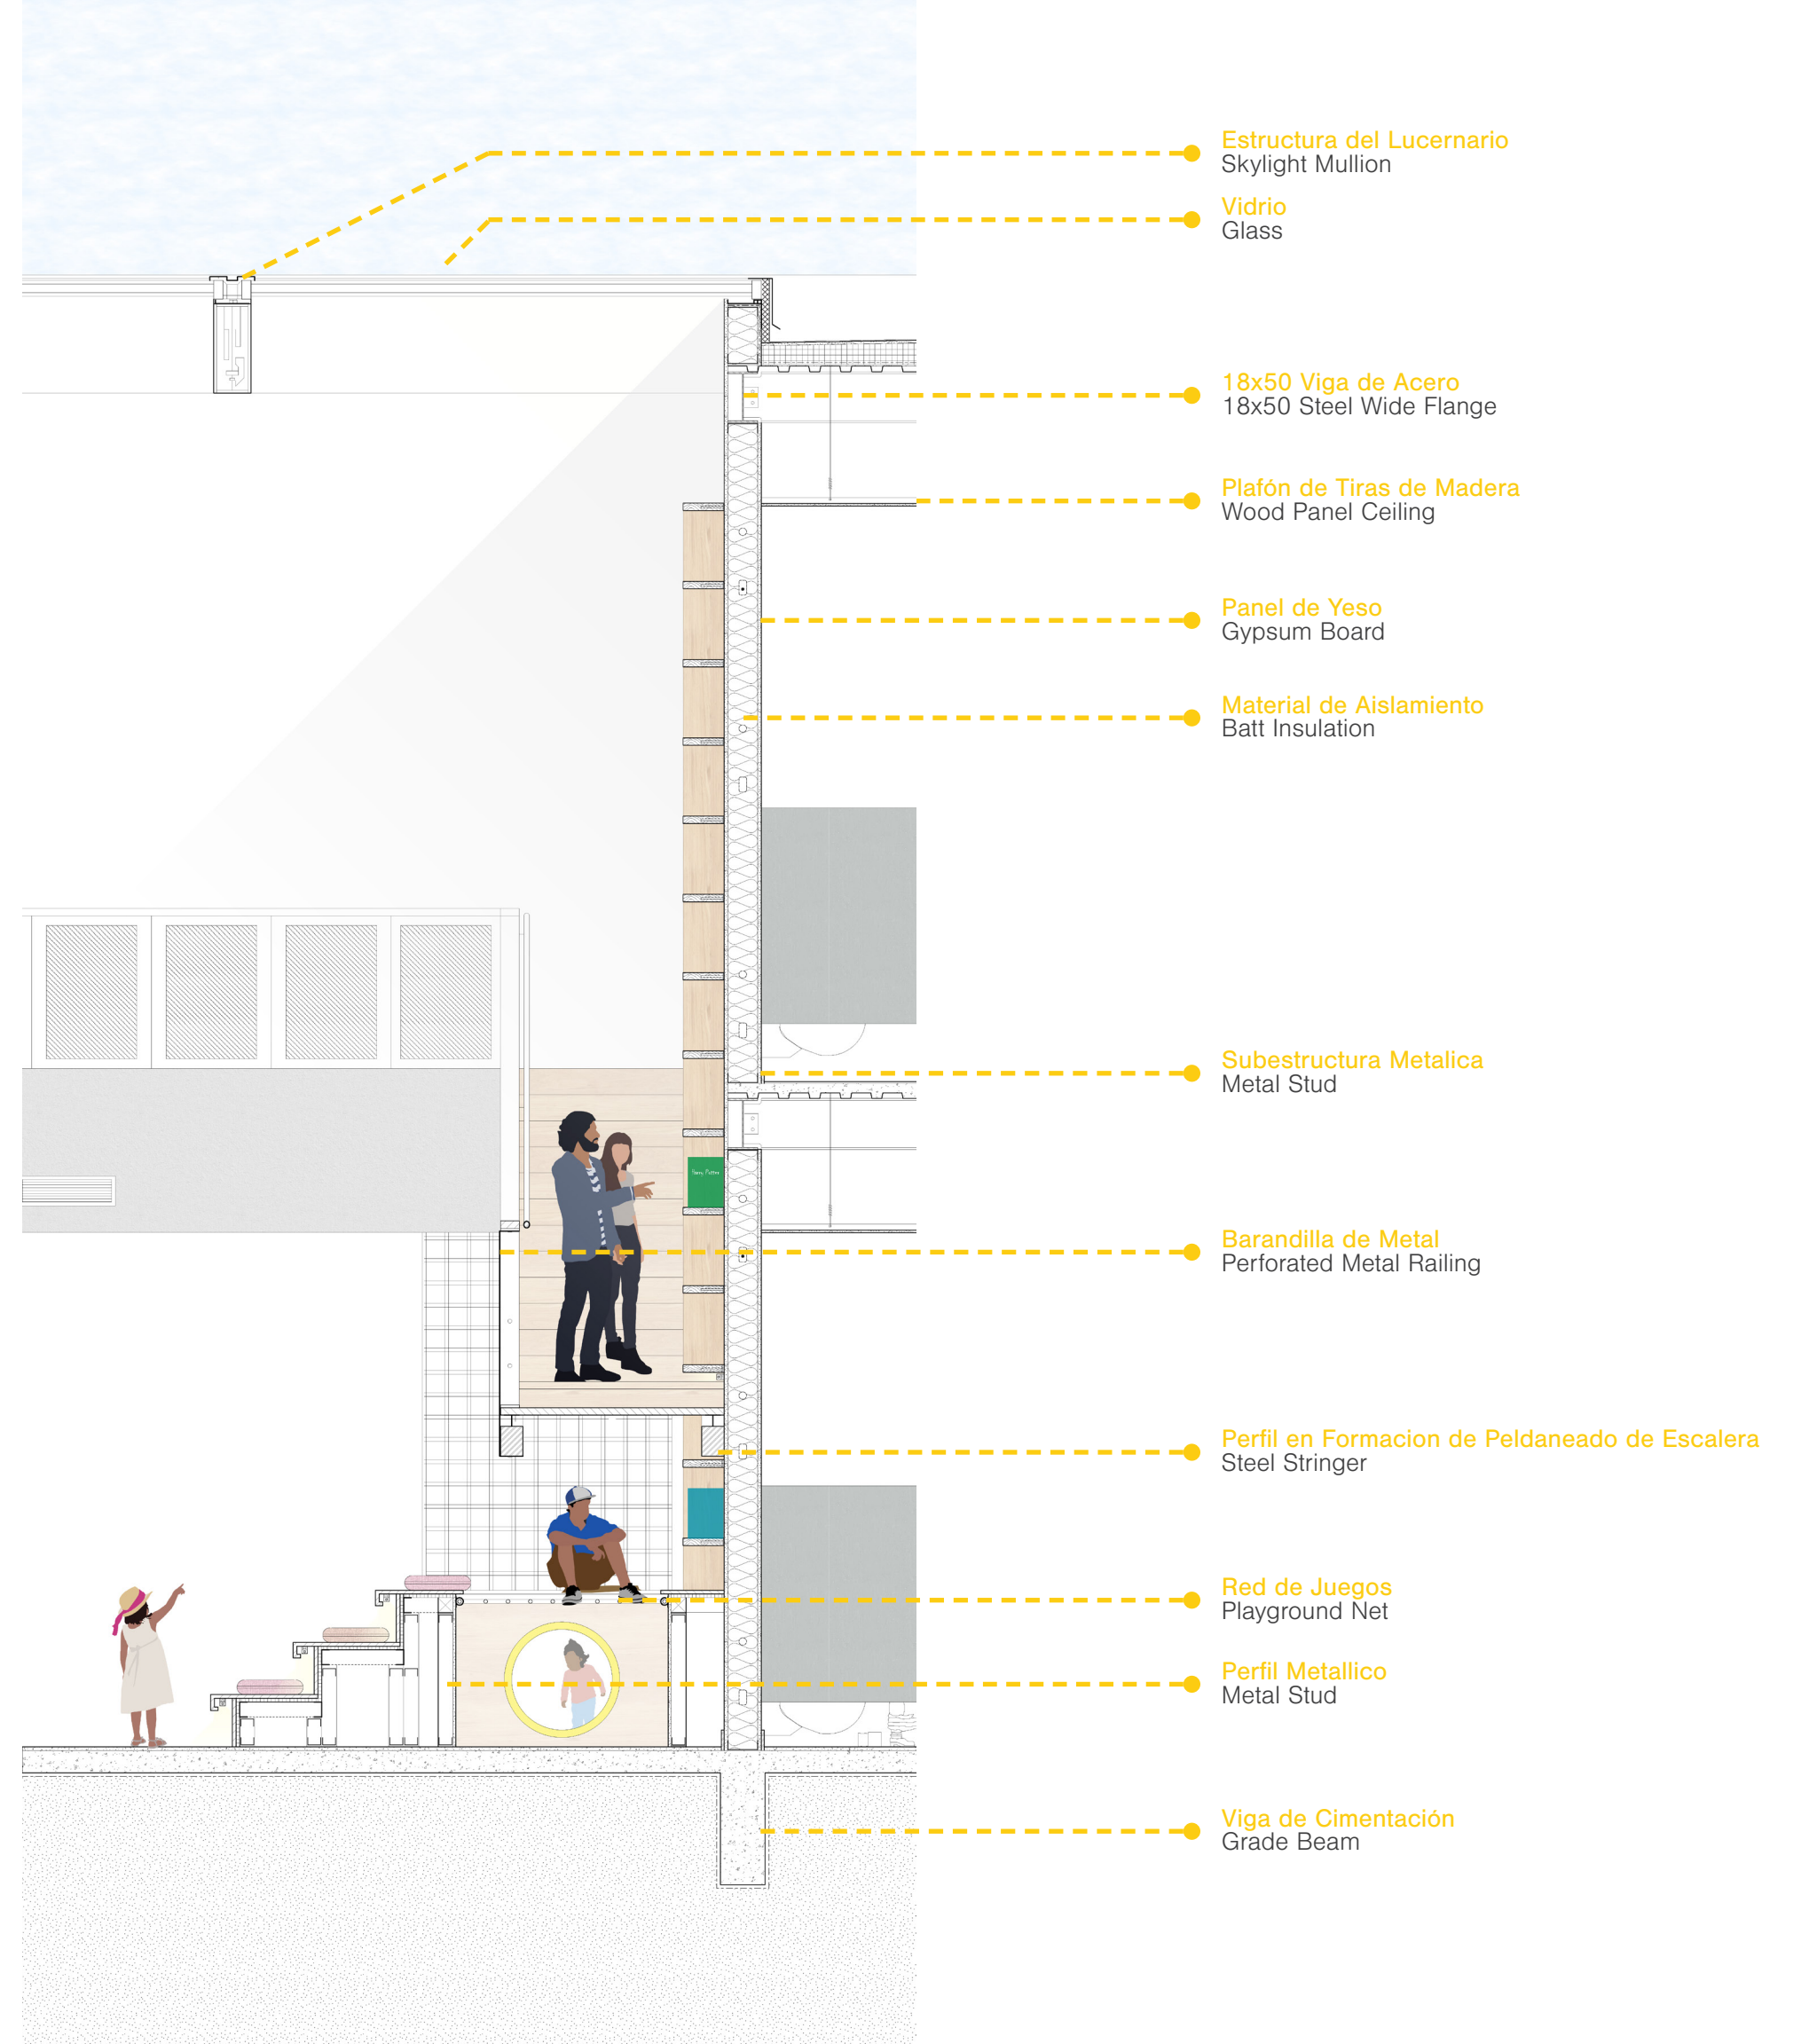 Estructura del Lucernario
Skylight Mullion
Vidrio
Glass
18x50 Viga de Acero
18x50 Steel Wide Flange
Plafón de Tiras de Madera
Wood Panel Ceiling
Panel de Yeso
Gypsum Board
Material de Aislamiento
Batt Insulation
Subestructura Metalica
Metal Stud
Harry Potter
Barandilla de Metal
Perforated Metal Railing
Perfil en Formacion de Peldaneado de Escalera
Steel Stringer
Red de Juegos
Playground Net
Perfil Metallico
Metal Stud
Viga de Cimentación
Grade Beam